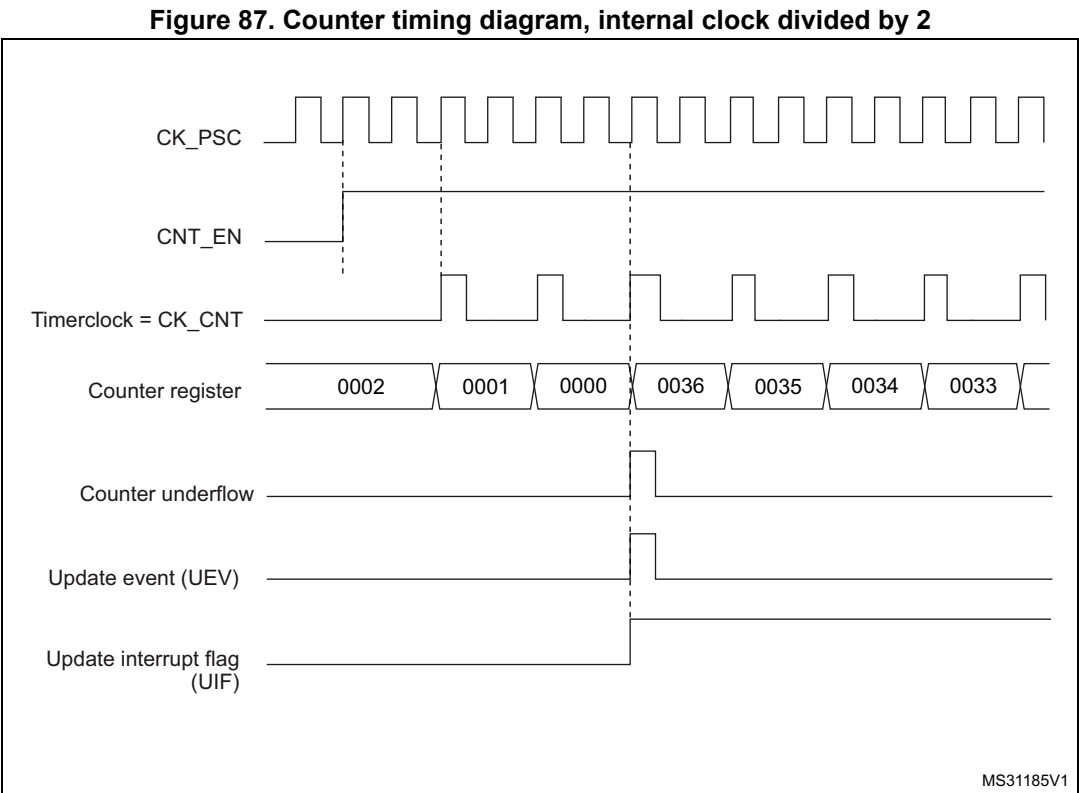 Figure 87. Counter timing diagram, internal clock divided by 2
CK_PSC
CNT_EN
Timerclock = CK_CNT
Counter register
0002 0001 0000 0036 0035 0034 0033
Counter underflow
Update event (UEV)
Update interrupt flag
(UIF)
MS31185V1